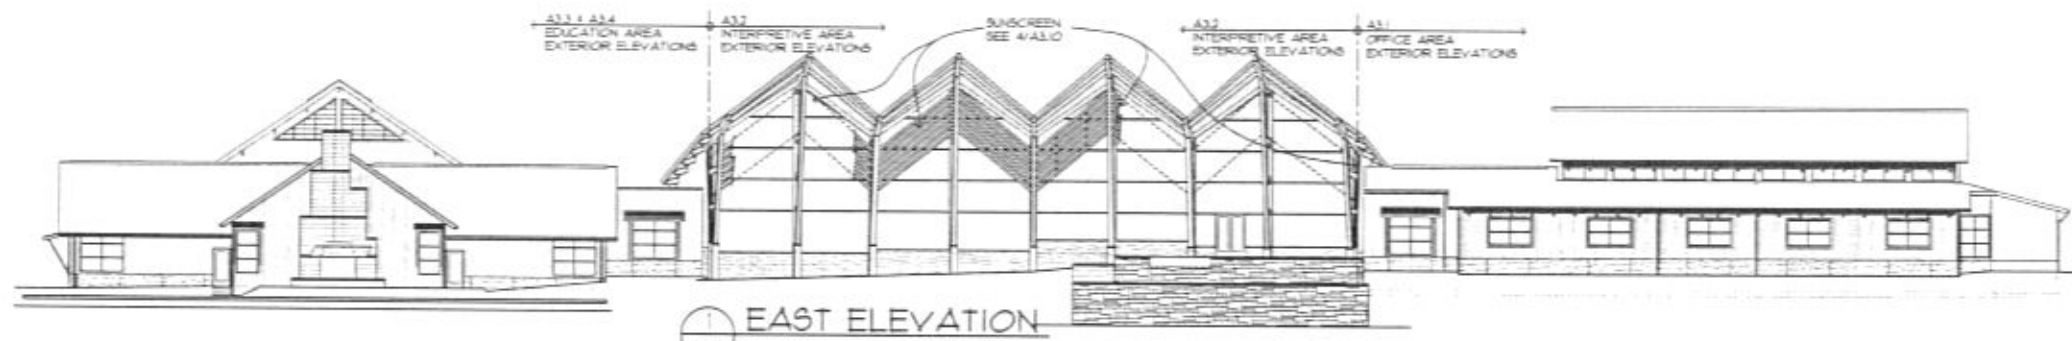 A3.3 & A3.4
EDUCATION AREA
EXTERIOR ELEVATIONS
A3.2
INTERPRETIVE AREA
EXTERIOR ELEVATIONS
SUNSCREEN
SEE 4/A3.10
A3.2
INTERPRETIVE AREA
EXTERIOR ELEVATIONS
A3.1
OFFICE AREA
EXTERIOR ELEVATIONS
EAST ELEVATION